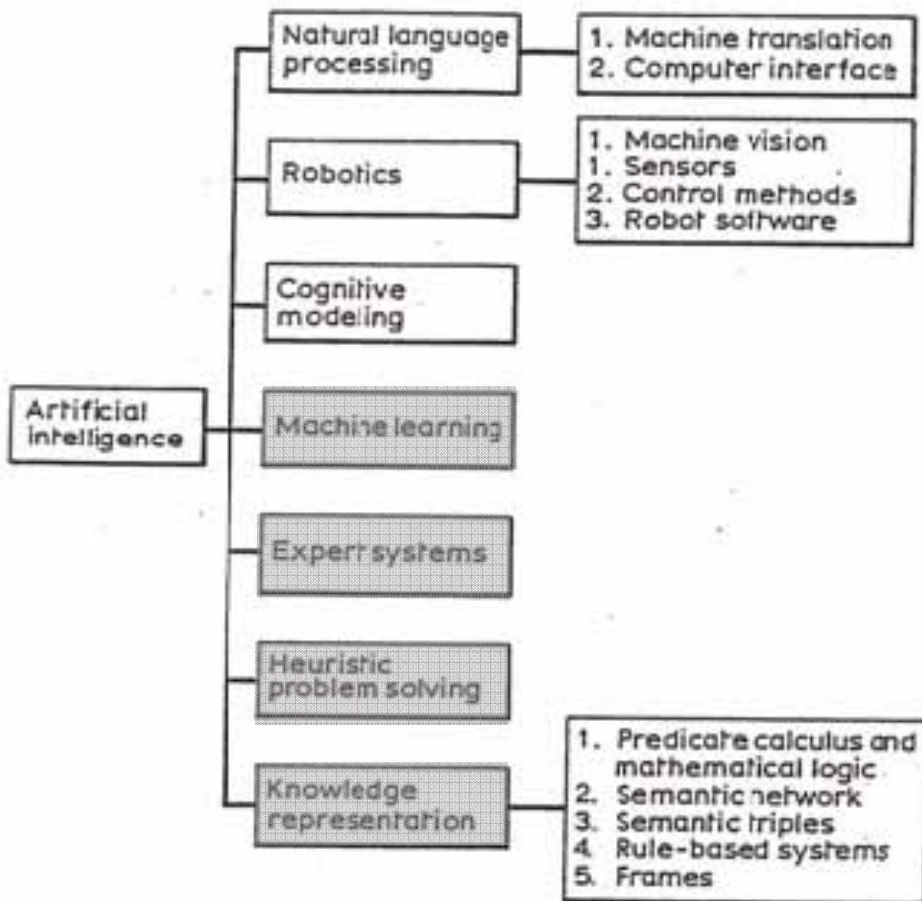 Natural language
processing
1. Machine translation
2. Computer interface
Robotics
1. Machine vision
1. Sensors
2. Control methods
3. Robot software
Cognitive
modeling
Artificial
intelligence
Machine learning
Expert systems
Heuristic
problem solving
Knowledge
representation
1. Predicate calculus and
mathematical logic
2. Semantic network
3. Semantic triples
4. Rule-based systems
5. Frames